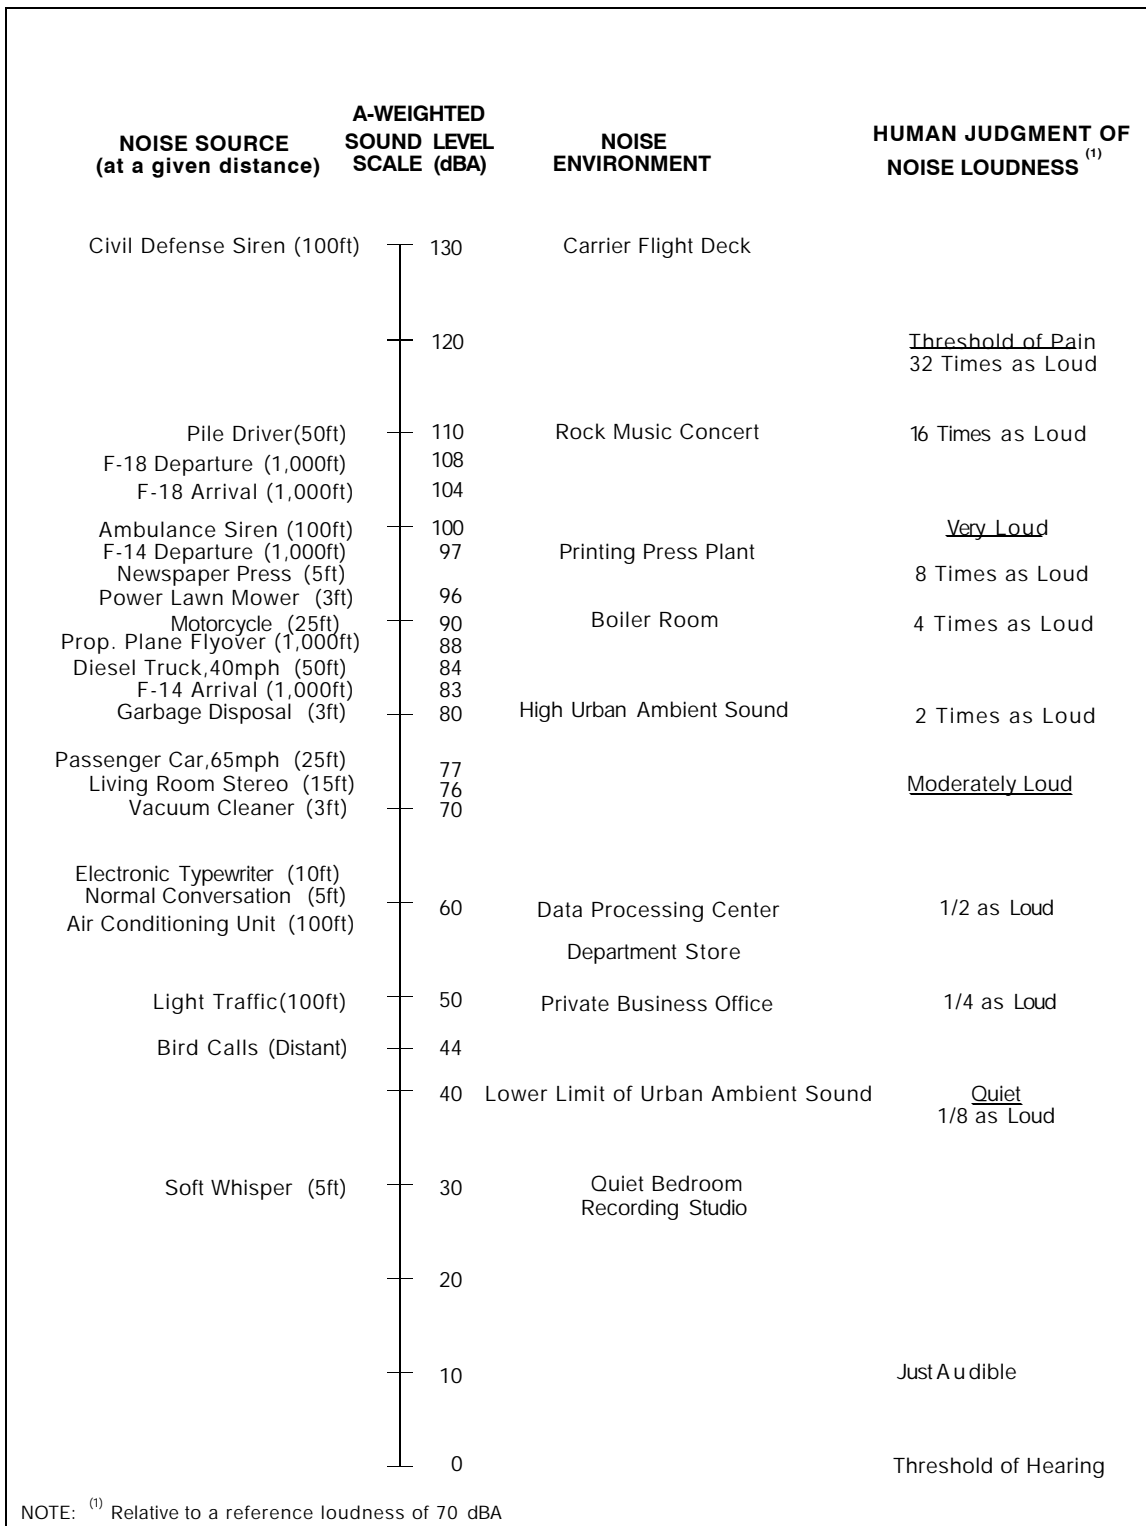 A-WEIGHTED
NOISE SOURCE SOUND LEVEL NOISE HUMAN JUDGMENT OF
(at a given distance) SCALE (dBA) ENVIRONMENT NOISE LOUDNESS (1)
Civil Defense Siren (100ft) 130 Carrier Flight Deck
120 Threshold of Pain
32 Times as Loud
Pile Driver(50ft) 110 Rock Music Concert 16 Times as Loud
F-18 Departure (1,000ft) 108
F-18 Arrival (1,000ft) 104
Ambulance Siren (100ft) 100 Very Loud
F-14 Departure (1,000ft) 97 Printing Press Plant
Newspaper Press (5ft) 8 Times as Loud
Power Lawn Mower (3ft) 96
Motorcycle (25ft) 90 Boiler Room 4 Times as Loud
Prop. Plane Flyover (1,000ft) 88
Diesel Truck,40mph (50ft) 84
F-14 Arrival (1,000ft) 83
Garbage Disposal (3ft) 80 High Urban Ambient Sound 2 Times as Loud
Passenger Car,65mph (25ft) 77
Living Room Stereo (15ft) 76 Moderately Loud
Vacuum Cleaner (3ft) 70
Electronic Typewriter (10ft)
Normal Conversation (5ft) 60 Data Processing Center 1/2 as Loud
Air Conditioning Unit (100ft)
Department Store
Light Traffic(100ft) 50 Private Business Office 1/4 as Loud
Bird Calls (Distant) 44
40 Lower Limit of Urban Ambient Sound Quiet
1/8 as Loud
Soft Whisper (5ft) 30 Quiet Bedroom
Recording Studio
20
10 Just Audible
0 Threshold of Hearing
NOTE: (1) Relative to a reference loudness of 70 dBA